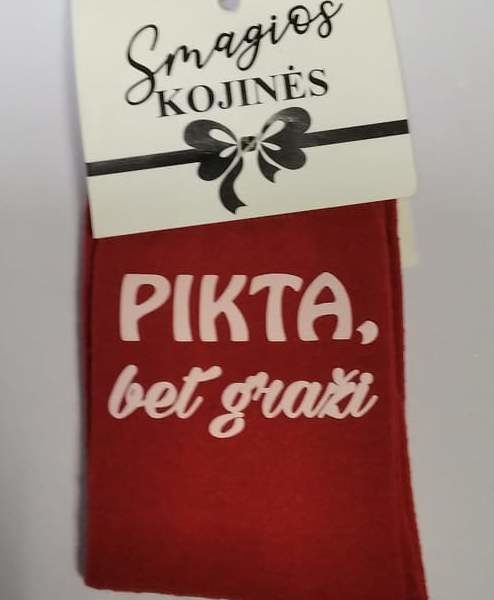 Smagios
KOJINĖS
PIKTA,
bet graži